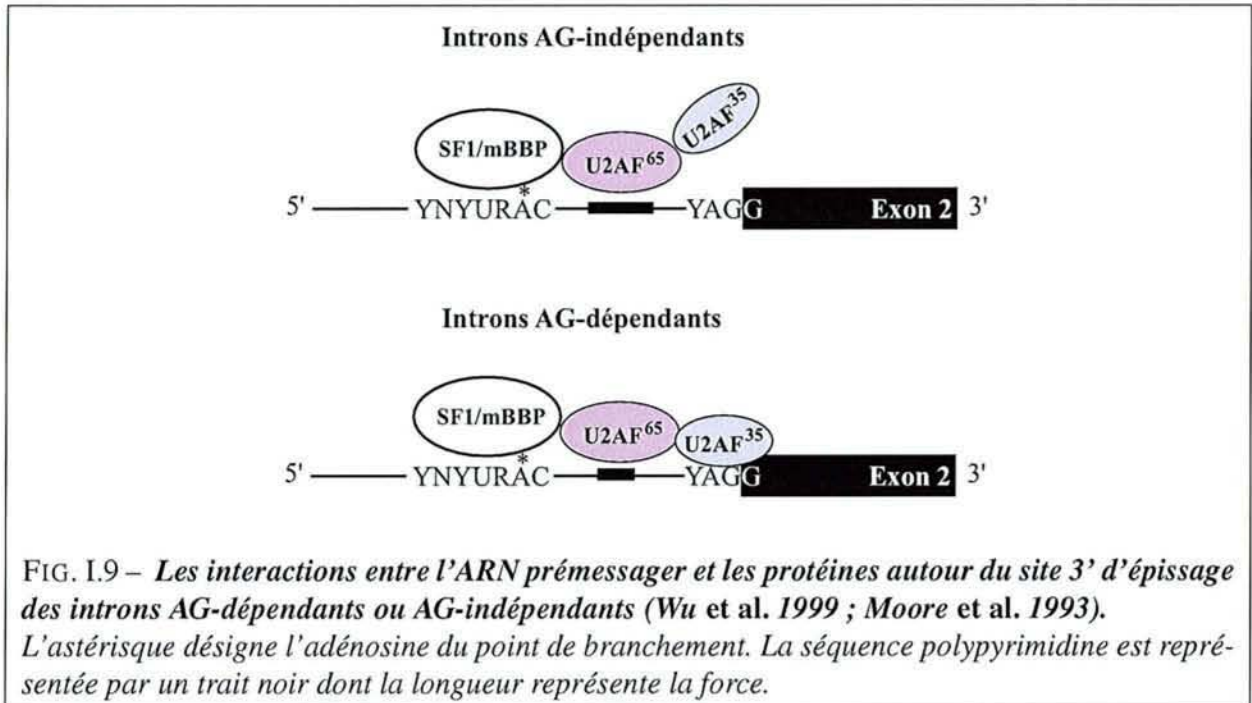 Introns AG-indépendants
SF1/mBBP U2AF65 U2AF35
5' YNYURAC YAGG Exon 2 3'
*
Introns AG-dépendants
SF1/mBBP U2AF65 U2AF35
5' YNYURAC YAGG Exon 2 3'
*
FIG. I.9 – Les interactions entre l'ARN prémessager et les protéines autour du site 3' d'épissage
des introns AG-dépendants ou AG-indépendants (Wu et al. 1999 ; Moore et al. 1993).
L'astérisque désigne l'adénosine du point de branchement. La séquence polypyrimidine est repré-
sentée par un trait noir dont la longueur représente la force.